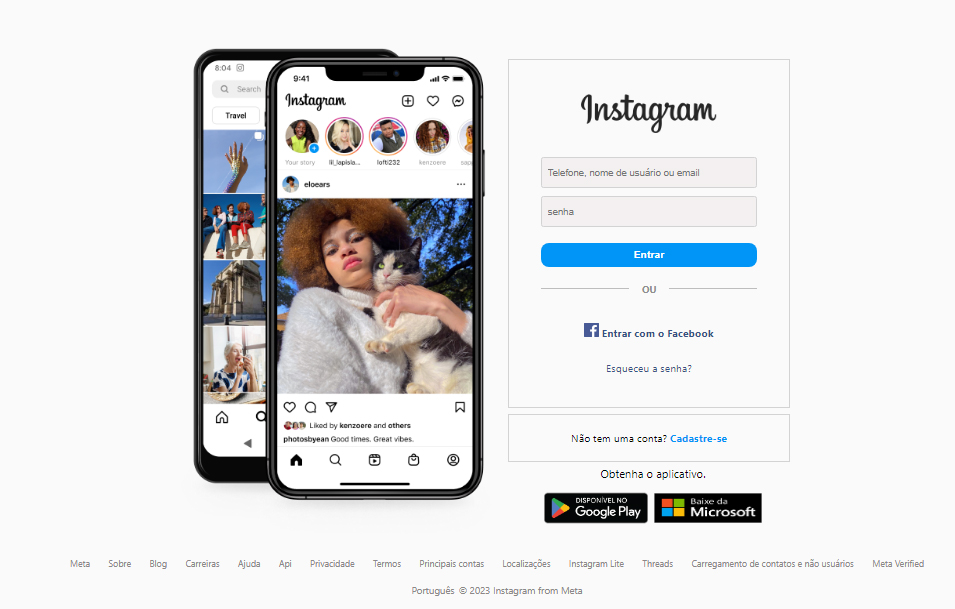 8:04
Search
Travel
9:41
Instagram
Your story
lil_lapisla...
lofti232
kenzoere
eloears
Liked by kenzoere and others
photosbyean Good times. Great vibes.
Instagram
Telefone, nome de usuário ou email
senha
Entrar
OU
Entrar com o Facebook
Esqueceu a senha?
Não tem uma conta? Cadastre-se
Obtenha o aplicativo.
DISPONÍVEL NO
Google Play
Baixe da
Microsoft
Meta Sobre Blog Carreiras Ajuda Api Privacidade Termos Principais contas Localizações Instagram Lite Threads Carregamento de contatos e não usuários Meta Verified
Português © 2023 Instagram from Meta